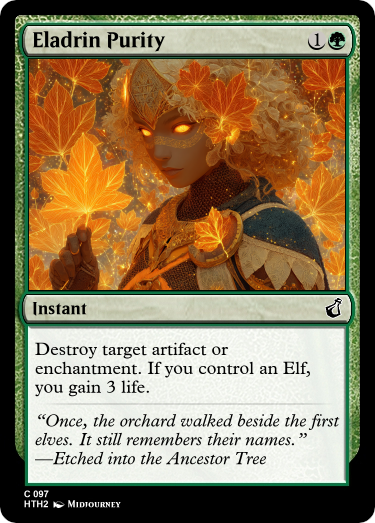 Eladrin Purity 1
Instant
Destroy target artifact or
enchantment. If you control an Elf,
you gain 3 life.
“Once, the orchard walked beside the first
elves. It still remembers their names.”
—Etched into the Ancestor Tree
C 097
HTH2 Midjourney